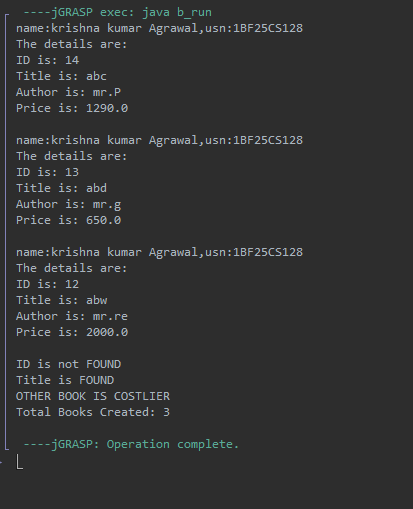 ----jGRASP exec: java b_run
name:krishna kumar Agrawal,usn:1BF25CS128
The details are:
ID is: 14
Title is: abc
Author is: mr.P
Price is: 1290.0
name:krishna kumar Agrawal,usn:1BF25CS128
The details are:
ID is: 13
Title is: abd
Author is: mr.g
Price is: 650.0
name:krishna kumar Agrawal,usn:1BF25CS128
The details are:
ID is: 12
Title is: abw
Author is: mr.re
Price is: 2000.0
ID is not FOUND
Title is FOUND
OTHER BOOK IS COSTLIER
Total Books Created: 3
----jGRASP: Operation complete.